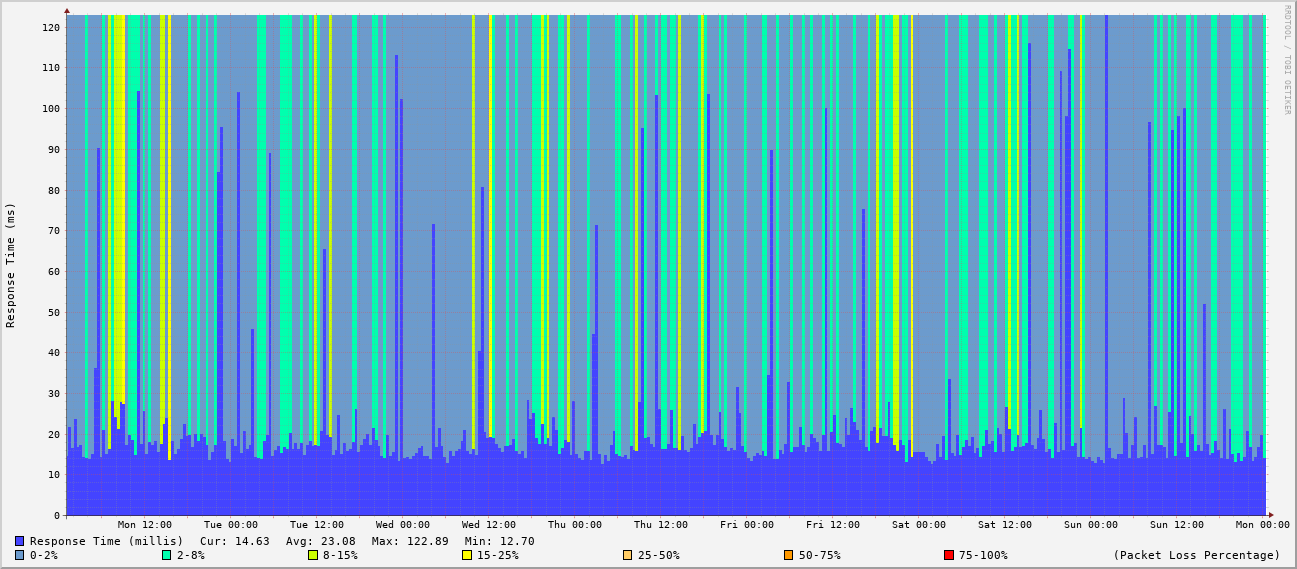 RRDTOOL / TOBI OETIKER
Response Time (ms)
120
110
100
90
80
70
60
50
40
30
20
10
0
Mon 12:00 Tue 00:00 Tue 12:00 Wed 00:00 Wed 12:00 Thu 00:00 Thu 12:00 Fri 00:00 Fri 12:00 Sat 00:00 Sat 12:00 Sun 00:00 Sun 12:00 Mon 00:00
Response Time (millis) Cur: 14.63 Avg: 23.08 Max: 122.89 Min: 12.70
0-2% 2-8% 8-15% 15-25% 25-50% 50-75% 75-100% (Packet Loss Percentage)